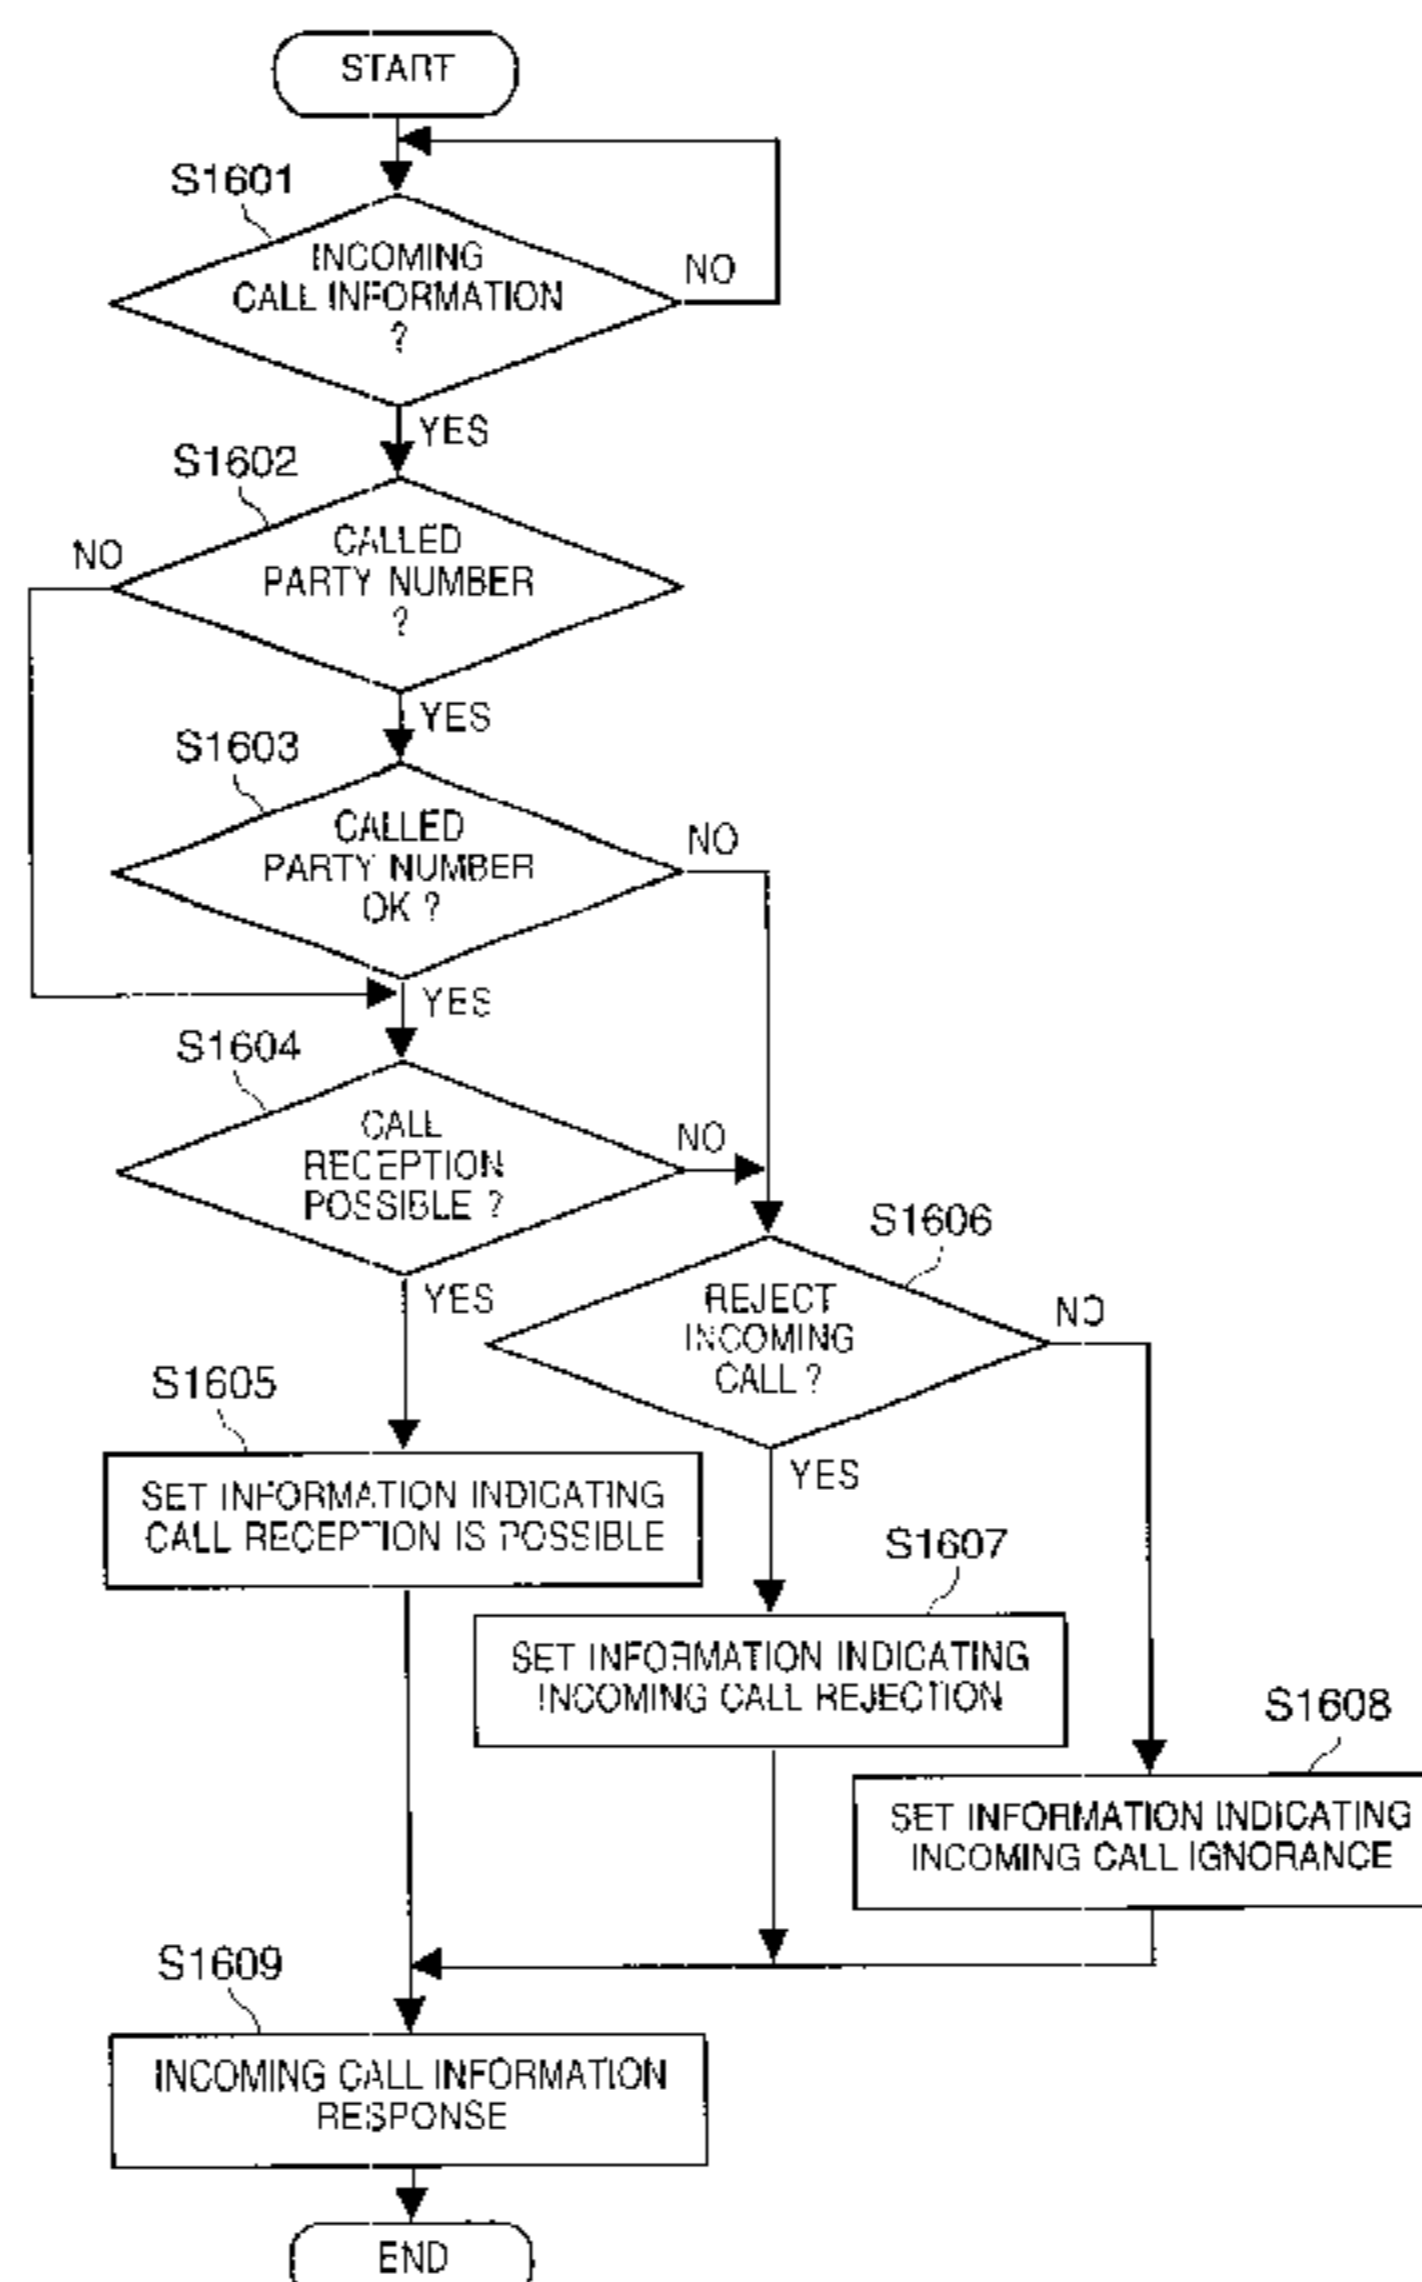 START
S1601
INCOMING
CALL INFORMATION
?
NO
YES
S1602
CALLED
PARTY NUMBER
?
NO
YES
S1603
CALLED
PARTY NUMBER
OK ?
NO
YES
S1604
CALL
RECEPTION
POSSIBLE ?
NO
YES
S1606
REJECT
INCOMING
CALL ?
NO
YES
S1605
SET INFORMATION INDICATING
CALL RECEPTION IS POSSIBLE
S1607
SET INFORMATION INDICATING
INCOMING CALL REJECTION
S1608
SET INFORMATION INDICATING
INCOMING CALL IGNORANCE
S1609
INCOMING CALL INFORMATION
RESPONSE
END